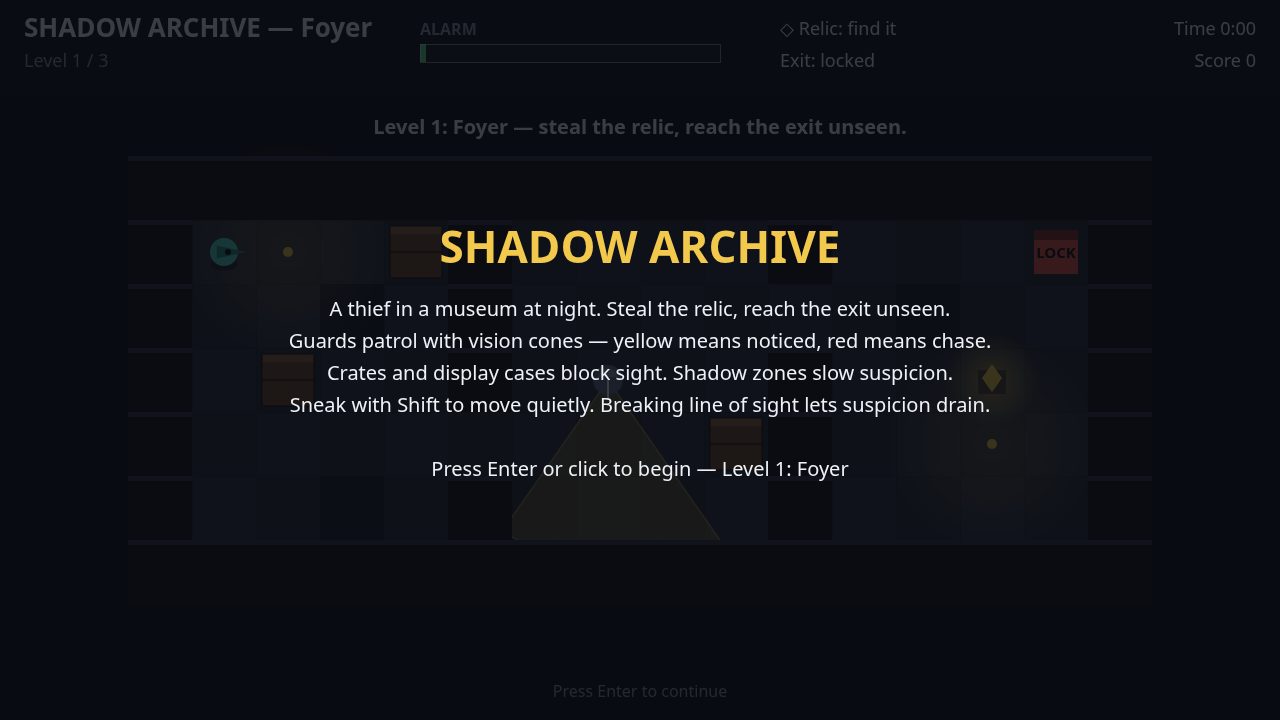 SHADOW ARCHIVE — Foyer
Level 1 / 3
ALARM
◇ Relic: find it
Exit: locked
Time 0:00
Score 0
Level 1: Foyer — steal the relic, reach the exit unseen.
LOCK
SHADOW ARCHIVE
A thief in a museum at night. Steal the relic, reach the exit unseen.
Guards patrol with vision cones — yellow means noticed, red means chase.
Crates and display cases block sight. Shadow zones slow suspicion.
Sneak with Shift to move quietly. Breaking line of sight lets suspicion drain.
Press Enter or click to begin — Level 1: Foyer
Press Enter to continue